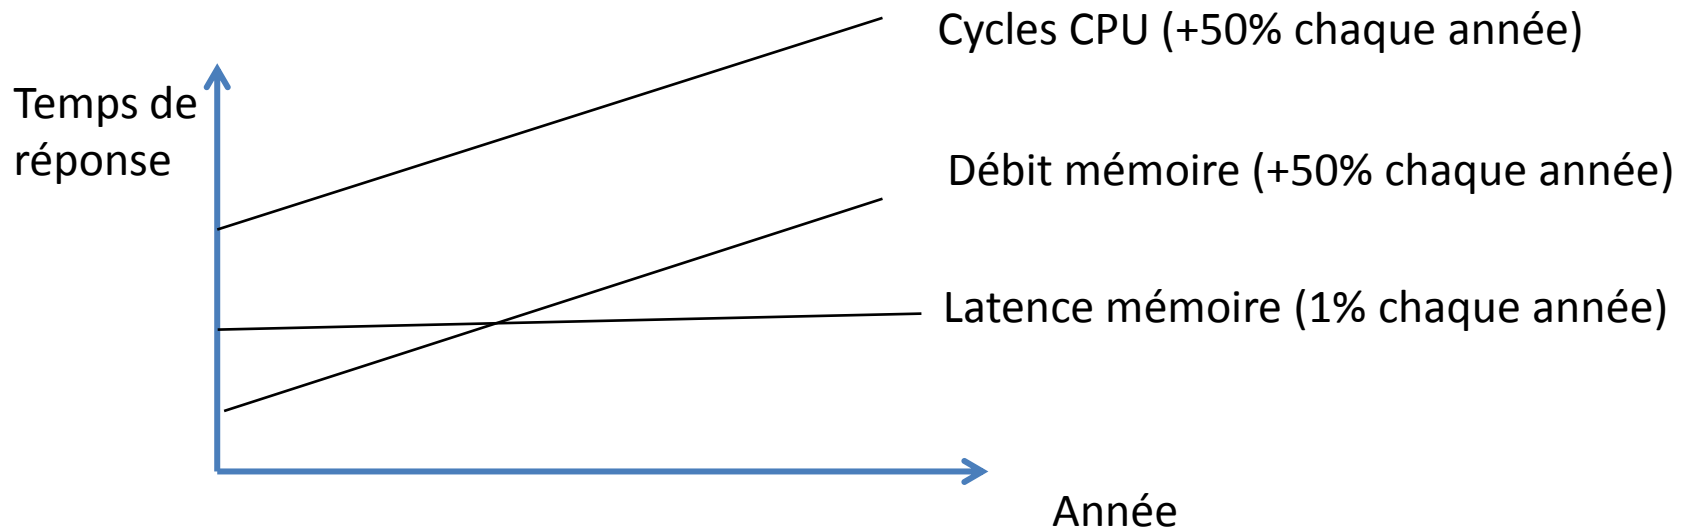 Cycles CPU (+50% chaque année)
Temps de
réponse
Débit mémoire (+50% chaque année)
Latence mémoire (1% chaque année)
Année